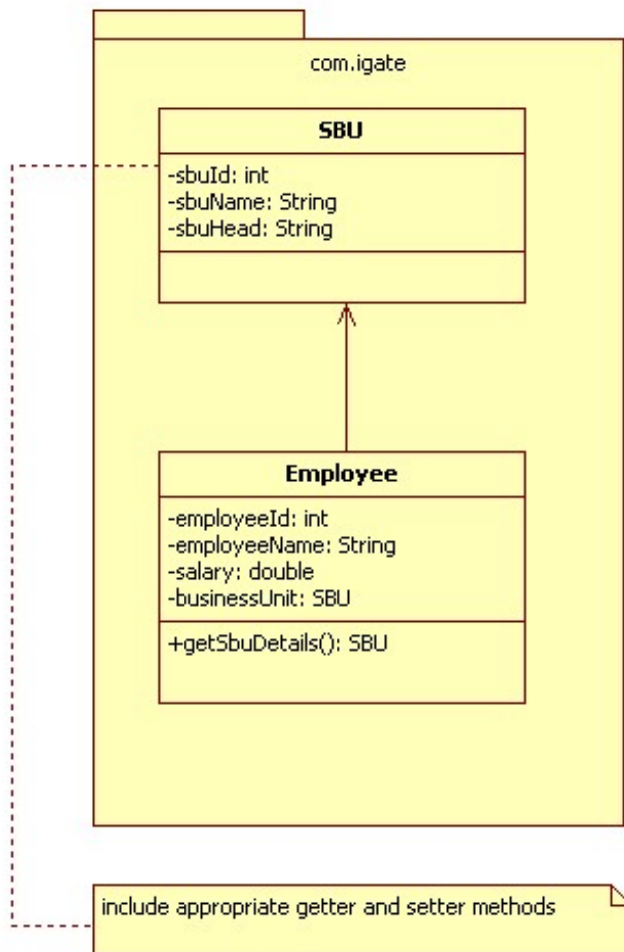 com.igate
SBU
-sbuId: int
-sbuName: String
-sbuHead: String
Employee
-employeeId: int
-employeeName: String
-salary: double
-businessUnit: SBU
+getSbuDetails(): SBU
include appropriate getter and setter methods